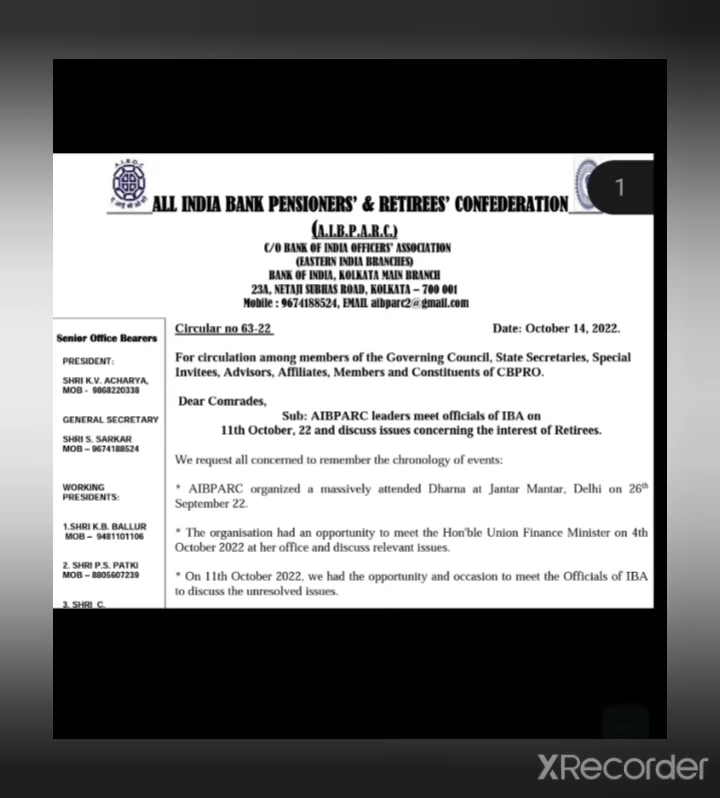 A.I.B.O.C
1
ALL INDIA BANK PENSIONERS' & RETIREES' CONFEDERATION
(A.I.B.P.A.R.C.)
C/O BANK OF INDIA OFFICERS' ASSOCIATION
(EASTERN INDIA BRANCHES)
BANK OF INDIA, KOLKATA MAIN BRANCH
23A, NETAJI SUBHAS ROAD, KOLKATA – 700 001
Mobile : 9674188524, EMAIL aibparc2@gmail.com
Senior Office Bearers
PRESIDENT:
SHRI K.V. ACHARYA,
MOB - 9868220338
GENERAL SECRETARY
SHRI S. SARKAR
MOB – 9674188524
WORKING
PRESIDENTS:
1.SHRI K.B. BALLUR
MOB – 9481101106
2. SHRI P.S. PATKI
MOB – 8805607239
3. SHRI C.
Circular no 63-22 Date: October 14, 2022.
For circulation among members of the Governing Council, State Secretaries, Special
Invitees, Advisors, Affiliates, Members and Constituents of CBPRO.
Dear Comrades,
Sub: AIBPARC leaders meet officials of IBA on
11th October, 22 and discuss issues concerning the interest of Retirees.
We request all concerned to remember the chronology of events:
* AIBPARC organized a massively attended Dharna at Jantar Mantar, Delhi on 26th
September 22.
* The organisation had an opportunity to meet the Hon'ble Union Finance Minister on 4th
October 2022 at her office and discuss relevant issues.
* On 11th October 2022, we had the opportunity and occasion to meet the Officials of IBA
to discuss the unresolved issues.
XRecorder